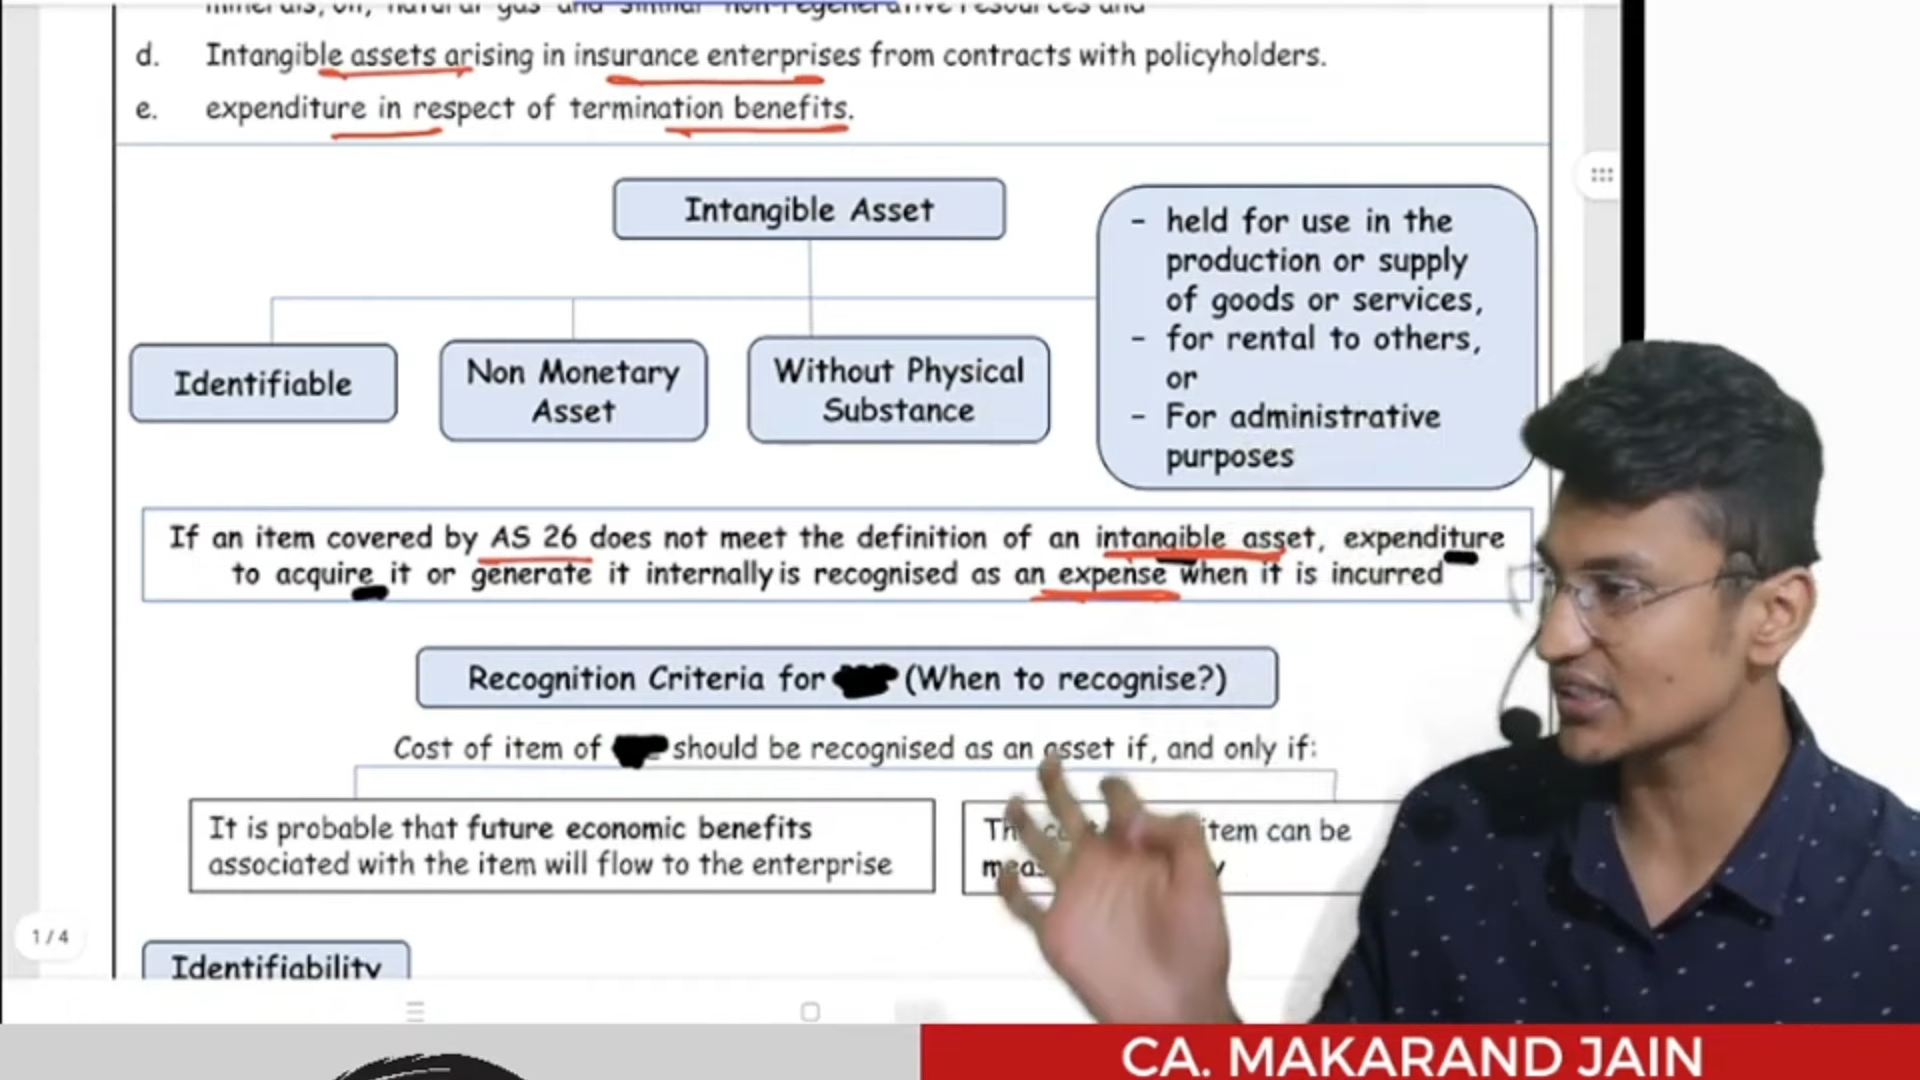 d. Intangible assets arising in insurance enterprises from contracts with policyholders.
e. expenditure in respect of termination benefits.
Intangible Asset
- held for use in the
production or supply
of goods or services,
- for rental to others,
or
- For administrative
purposes
Identifiable
Non Monetary
Asset
Without Physical
Substance
If an item covered by AS 26 does not meet the definition of an intangible asset, expenditure
to acquire it or generate it internally is recognised as an expense when it is incurred
Recognition Criteria for (When to recognise?)
Cost of item of should be recognised as an asset if, and only if:
It is probable that future economic benefits
associated with the item will flow to the enterprise
item can be
1/4
Identifiability
CA. MAKARAND JAIN